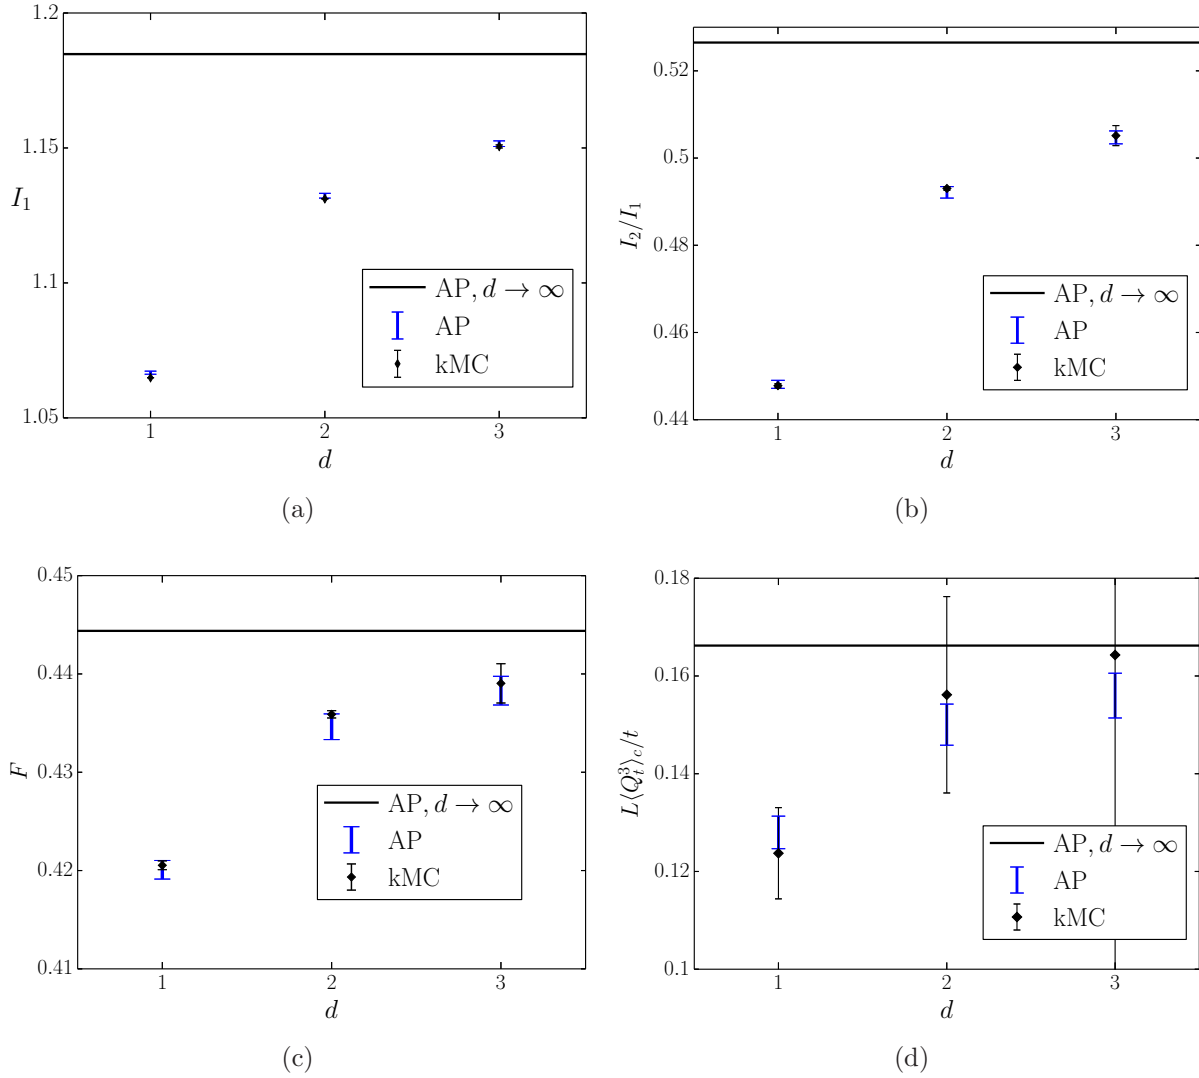 1.2
1.15
I₁
1.1
1.05
AP, d → ∞
AP
kMC
1 2 3
d
(a)
0.52
0.5
I₂/I₁
0.48
0.46
0.44
AP, d → ∞
AP
kMC
1 2 3
d
(b)
0.45
0.44
F
0.43
0.42
0.41
AP, d → ∞
AP
kMC
1 2 3
d
(c)
0.18
0.16
L⟨Q_t^3⟩_c/t
0.14
0.12
0.1
AP, d → ∞
AP
kMC
1 2 3
d
(d)